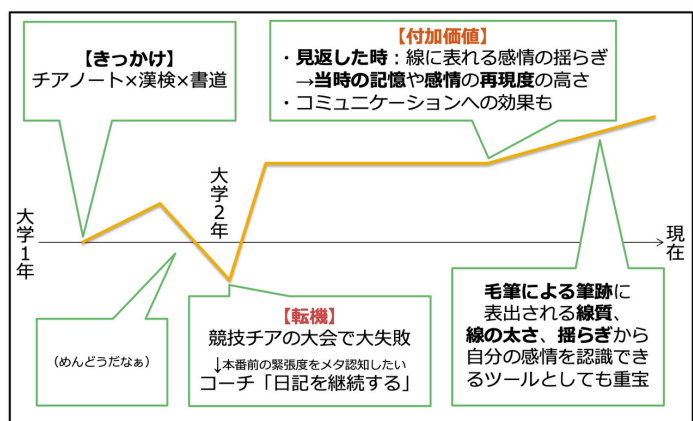 【きっかけ】
チアノート×漢検×書道
【付加価値】
・見返した時：線に表れる感情の揺らぎ
→当時の記憶や感情の再現度の高さ
・コミュニケーションへの効果も
大学1年
大学2年
現在
（めんどうだなぁ）
【転機】
競技チアの大会で大失敗
↓本番前の緊張度をメタ認知したい
コーチ「日記を継続する」
毛筆による筆跡に
表出される線質、
線の太さ、揺らぎから
自分の感情を認識でき
るツールとしても重宝